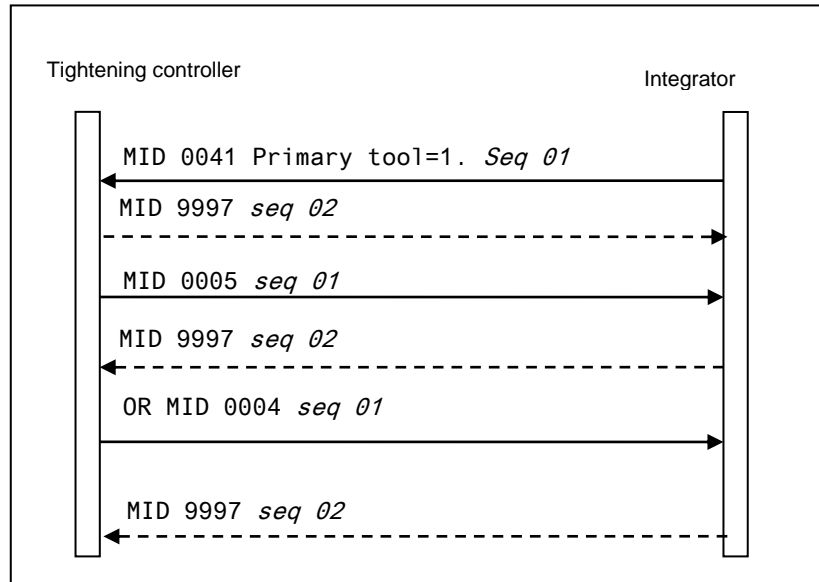 Tightening controller
Integrator
MID 0041 Primary tool=1. Seq 01
MID 9997 seq 02
MID 0005 seq 01
MID 9997 seq 02
OR MID 0004 seq 01
MID 9997 seq 02